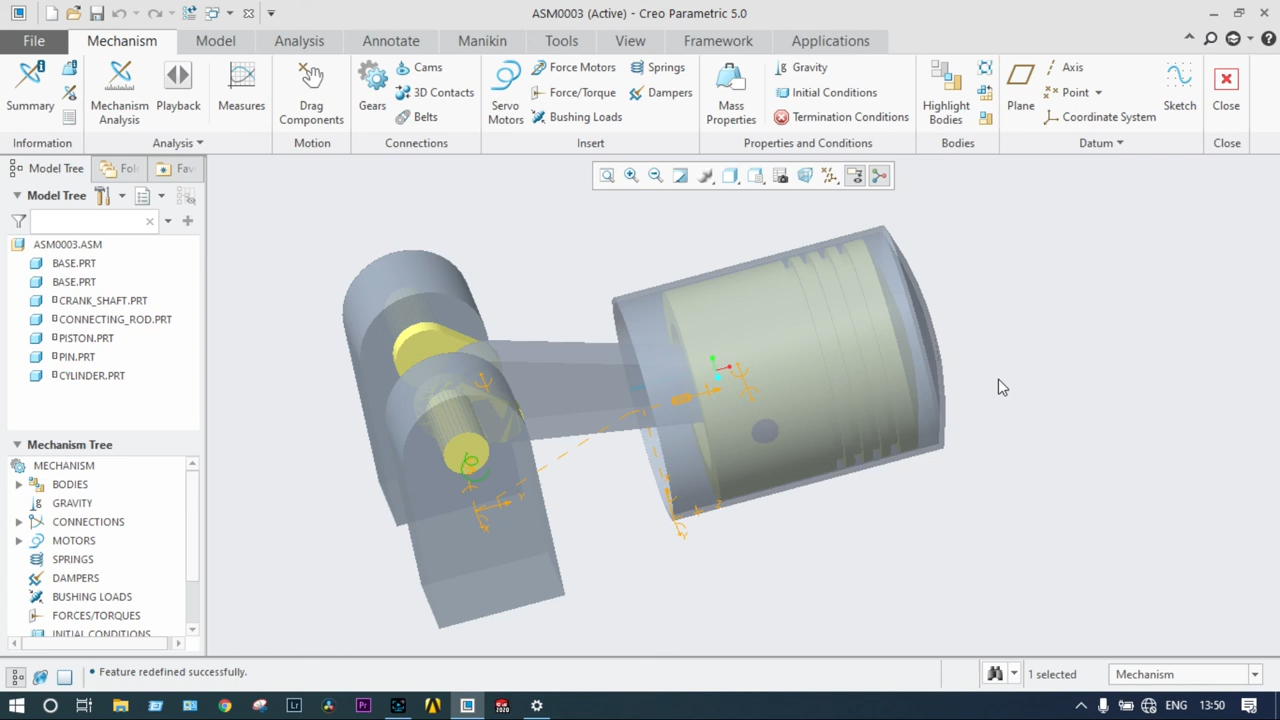 ASM0003 (Active) - Creo Parametric 5.0
File
Mechanism
Model
Analysis
Annotate
Manikin
Tools
View
Framework
Applications
Summary
Mechanism
Analysis
Playback
Measures
Drag
Components
Gears
Cams
3D Contacts
Belts
Servo
Motors
Force Motors
Force/Torque
Bushing Loads
Springs
Dampers
Mass
Properties
Gravity
Initial Conditions
Termination Conditions
Highlight
Bodies
Plane
Axis
Point
Coordinate System
Sketch
Close
Information
Analysis
Motion
Connections
Insert
Properties and Conditions
Bodies
Datum
Close
Model Tree
Fol
Fav
Model Tree
ASM0003.ASM
BASE.PRT
BASE.PRT
CRANK_SHAFT.PRT
CONNECTING_ROD.PRT
PISTON.PRT
PIN.PRT
CYLINDER.PRT
Mechanism Tree
MECHANISM
BODIES
GRAVITY
CONNECTIONS
MOTORS
SPRINGS
DAMPERS
BUSHING LOADS
FORCES/TORQUES
INITIAL CONDITIONS
• Feature redefined successfully.
1 selected
Mechanism
ENG
13:50